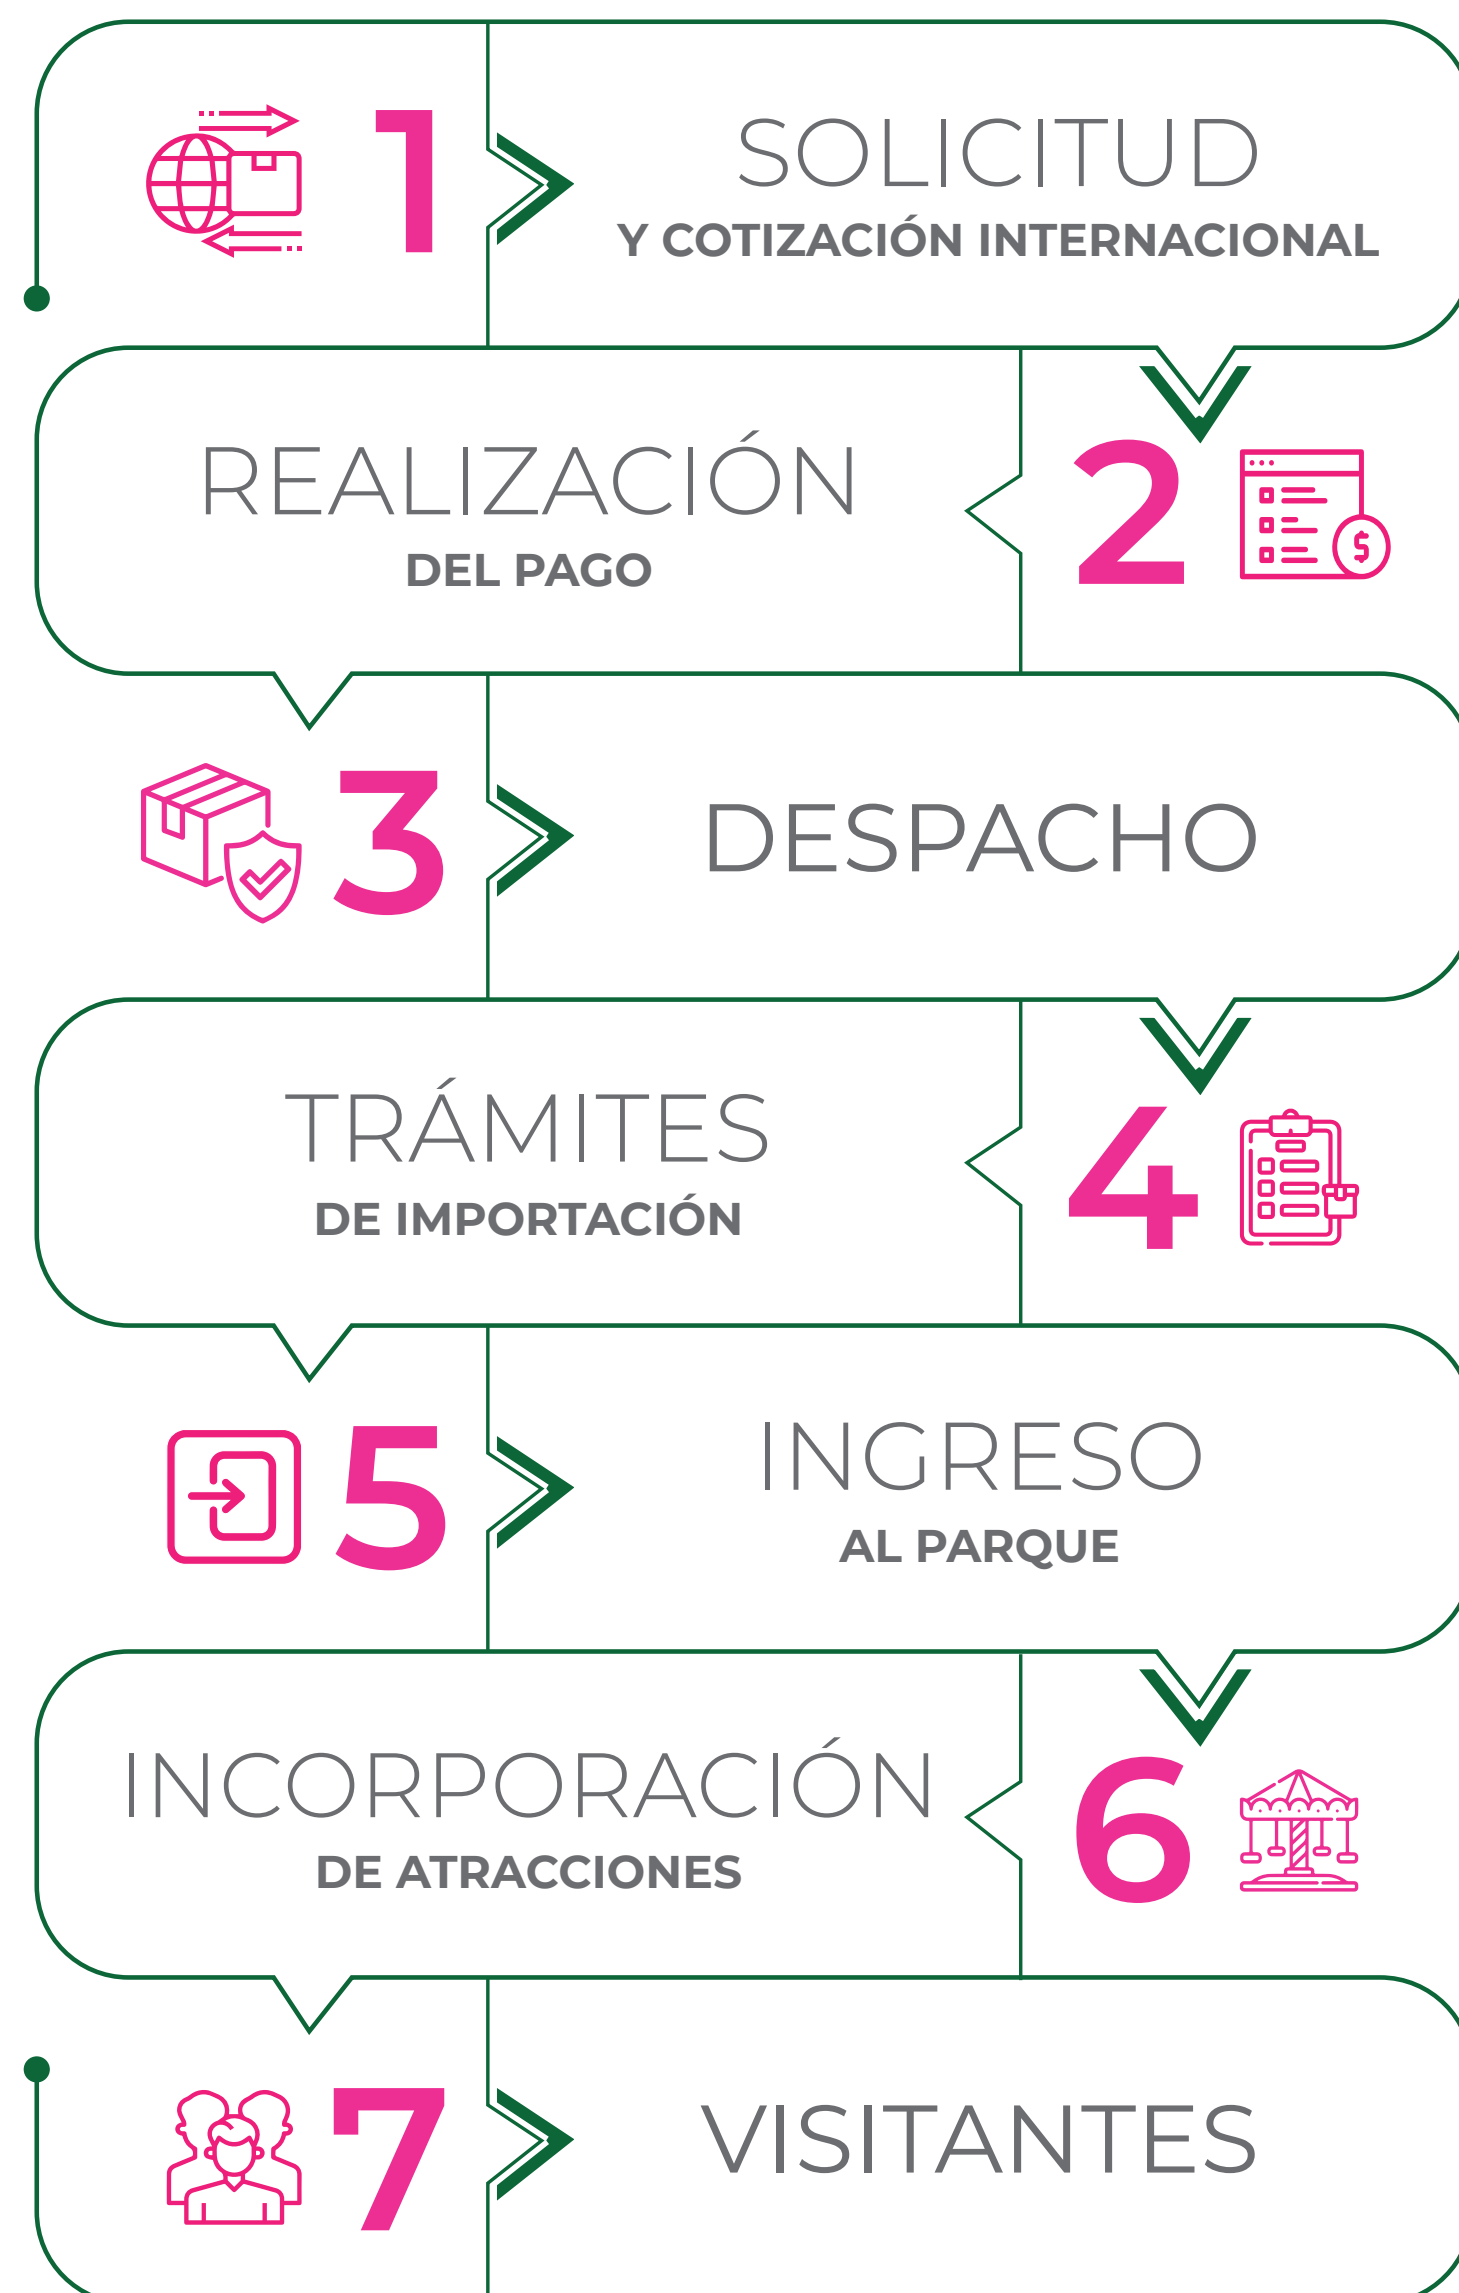 1
SOLICITUD
Y COTIZACIÓN INTERNACIONAL
REALIZACIÓN
DEL PAGO
2
$
3
DESPACHO
TRÁMITES
DE IMPORTACIÓN
4
5
INGRESO
AL PARQUE
INCORPORACIÓN
DE ATRACCIONES
6
7
VISITANTES